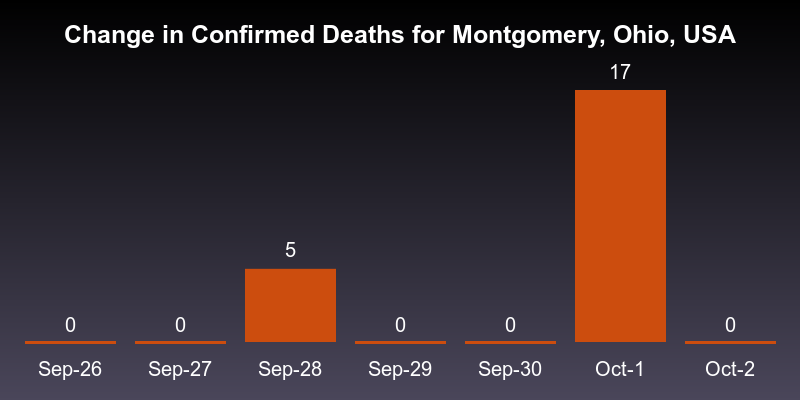 Change in Confirmed Deaths for Montgomery, Ohio, USA
17
5
0 0 0 0 0
Sep-26 Sep-27 Sep-28 Sep-29 Sep-30 Oct-1 Oct-2